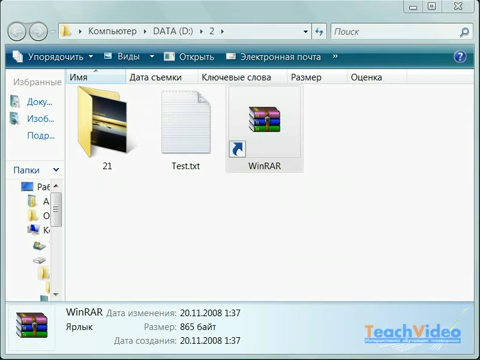 Компьютер DATA (D:) 2 Поиск
Упорядочить Виды Открыть Электронная почта »
Избранные Имя Дата съемки Ключевые слова Размер Оценка
Доку...
Изоб...
Подр...
21 Test.txt WinRAR
Папки
Раб
WinRAR Дата изменения: 20.11.2008 1:37
Ярлык Размер: 865 байт
Дата создания: 20.11.2008 1:37
TeachVideo